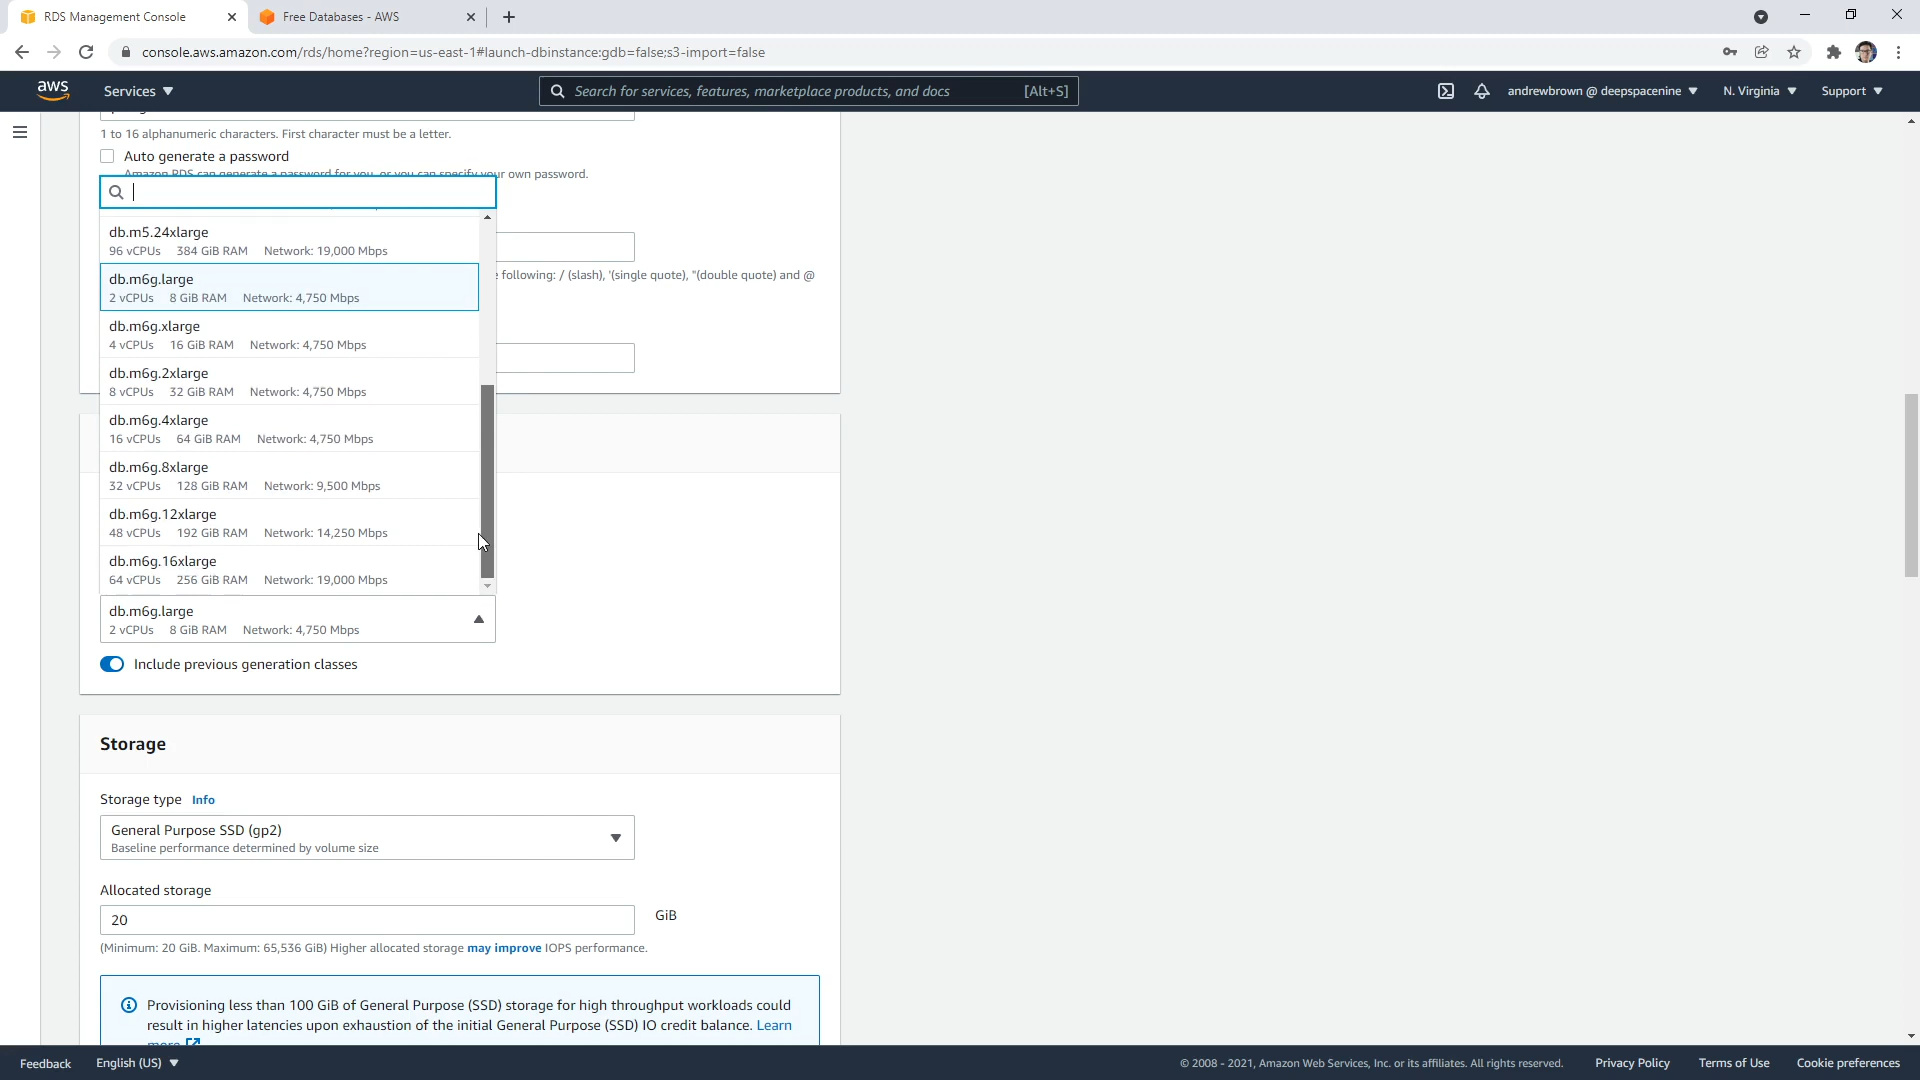 RDS Management Console
Free Databases - AWS
console.aws.amazon.com/rds/home?region=us-east-1#launch-dbinstance:gdb=false;s3-import=false
aws
Services
Search for services, features, marketplace products, and docs [Alt+S]
andrewbrown @ deepspacenine
N. Virginia
Support
1 to 16 alphanumeric characters. First character must be a letter.
Auto generate a password
Amazon RDS can generate a password for you, or you can specify your own password.
db.m5.24xlarge
96 vCPUs 384 GiB RAM Network: 19,000 Mbps
db.m6g.large
2 vCPUs 8 GiB RAM Network: 4,750 Mbps
following: / (slash), '(single quote), "(double quote) and @
db.m6g.xlarge
4 vCPUs 16 GiB RAM Network: 4,750 Mbps
db.m6g.2xlarge
8 vCPUs 32 GiB RAM Network: 4,750 Mbps
db.m6g.4xlarge
16 vCPUs 64 GiB RAM Network: 4,750 Mbps
db.m6g.8xlarge
32 vCPUs 128 GiB RAM Network: 9,500 Mbps
db.m6g.12xlarge
48 vCPUs 192 GiB RAM Network: 14,250 Mbps
db.m6g.16xlarge
64 vCPUs 256 GiB RAM Network: 19,000 Mbps
db.m6g.large
2 vCPUs 8 GiB RAM Network: 4,750 Mbps
Include previous generation classes
Storage
Storage type Info
General Purpose SSD (gp2)
Baseline performance determined by volume size
Allocated storage
20 GiB
(Minimum: 20 GiB. Maximum: 65,536 GiB) Higher allocated storage may improve IOPS performance.
Provisioning less than 100 GiB of General Purpose (SSD) storage for high throughput workloads could
result in higher latencies upon exhaustion of the initial General Purpose (SSD) IO credit balance. Learn
more
Feedback
English (US)
© 2008 - 2021, Amazon Web Services, Inc. or its affiliates. All rights reserved.
Privacy Policy
Terms of Use
Cookie preferences